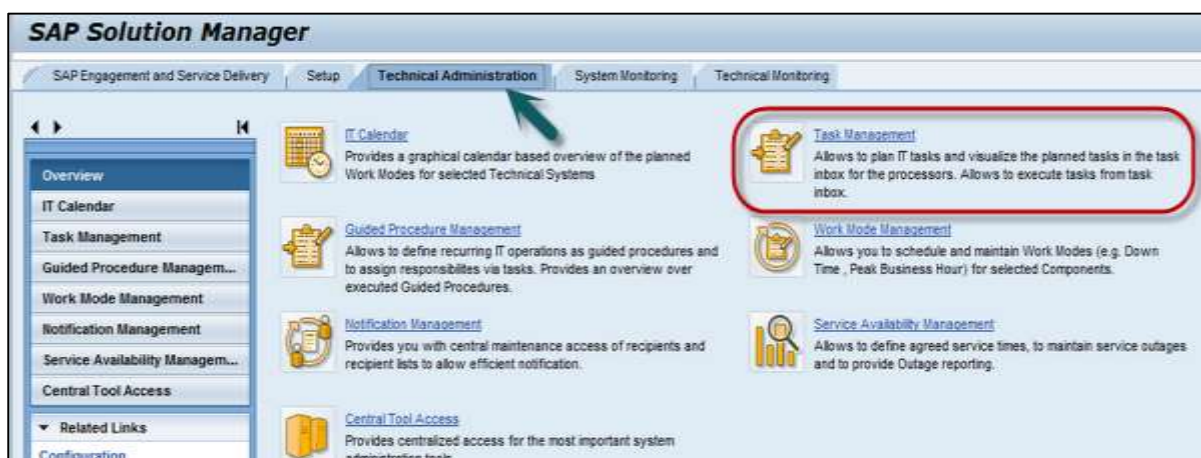 SAP Solution Manager
SAP Engagement and Service Delivery
Setup
Technical Administration
System Monitoring
Technical Monitoring
Overview
IT Calendar
Task Management
Guided Procedure Managem...
Work Mode Management
Notification Management
Service Availability Managem...
Central Tool Access
Related Links
Configuration
IT Calendar
Provides a graphical calendar based overview of the planned
Work Modes for selected Technical Systems
Task Management
Allows to plan IT tasks and visualize the planned tasks in the task
inbox for the processors. Allows to execute tasks from task
inbox.
Guided Procedure Management
Allows to define recurring IT operations as guided procedures and
to assign responsibilites via tasks. Provides an overview over
executed Guided Procedures.
Work Mode Management
Allows you to schedule and maintain Work Modes (e.g. Down
Time , Peak Business Hour) for selected Components.
Notification Management
Provides you with central maintenance access of recipients and
recipient lists to allow efficient notification.
Service Availability Management
Allows to define agreed service times, to maintain service outages
and to provide Outage reporting.
Central Tool Access
Provides centralized access for the most important system
administration tools